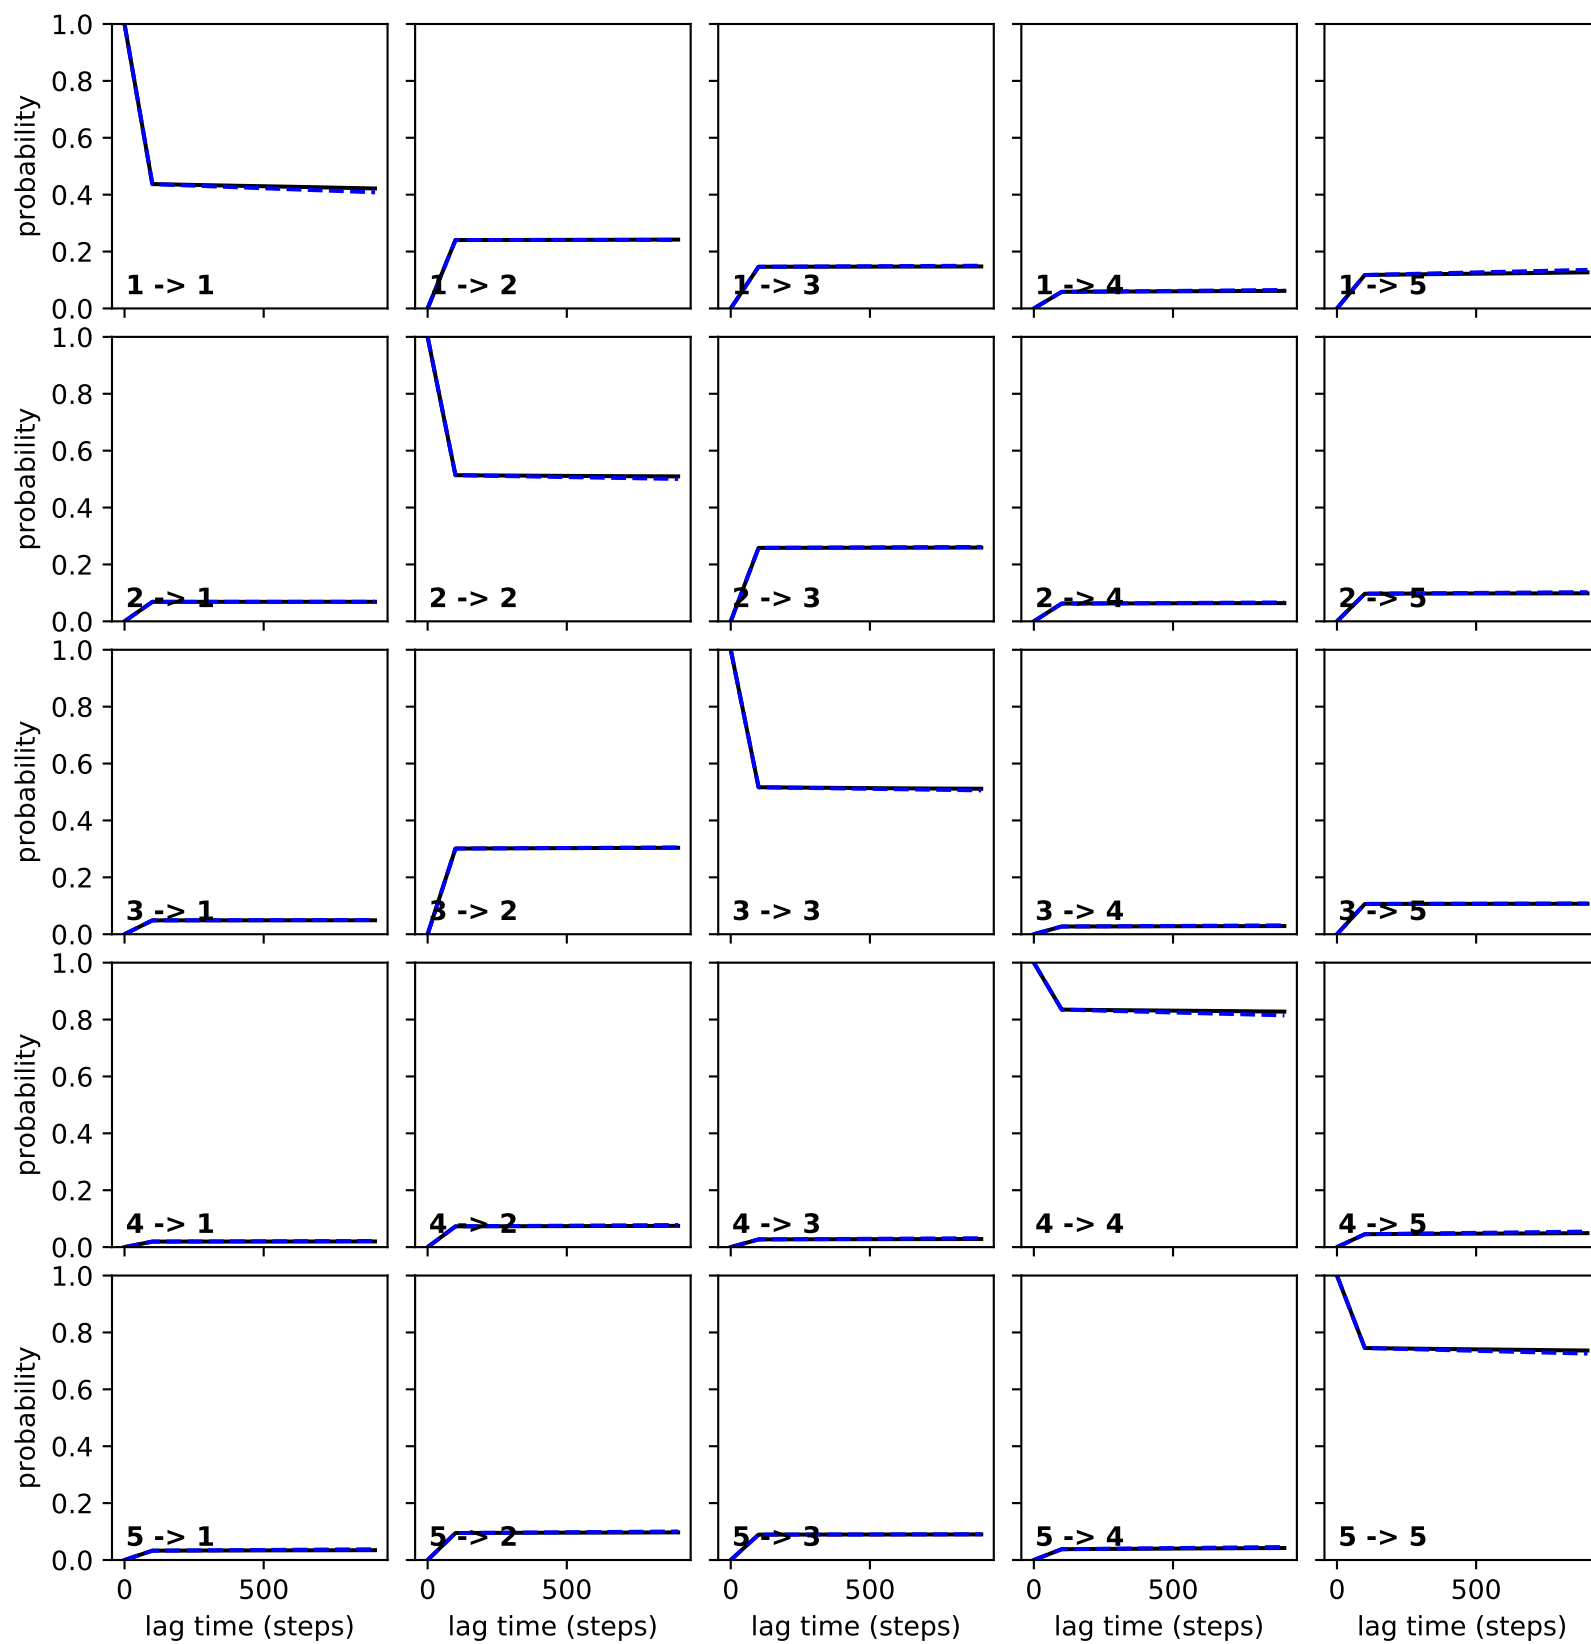 probability
1.0
0.8
0.6
0.4
0.2
0.0
1 -> 1
1 -> 2
1 -> 3
1 -> 4
1 -> 5
probability
1.0
0.8
0.6
0.4
0.2
0.0
2 -> 1
2 -> 2
2 -> 3
2 -> 4
2 -> 5
probability
1.0
0.8
0.6
0.4
0.2
0.0
3 -> 1
3 -> 2
3 -> 3
3 -> 4
3 -> 5
probability
1.0
0.8
0.6
0.4
0.2
0.0
4 -> 1
4 -> 2
4 -> 3
4 -> 4
4 -> 5
probability
1.0
0.8
0.6
0.4
0.2
0.0
5 -> 1
5 -> 2
5 -> 3
5 -> 4
5 -> 5
0 500 0 500 0 500 0 500 0 500
lag time (steps) lag time (steps) lag time (steps) lag time (steps) lag time (steps)